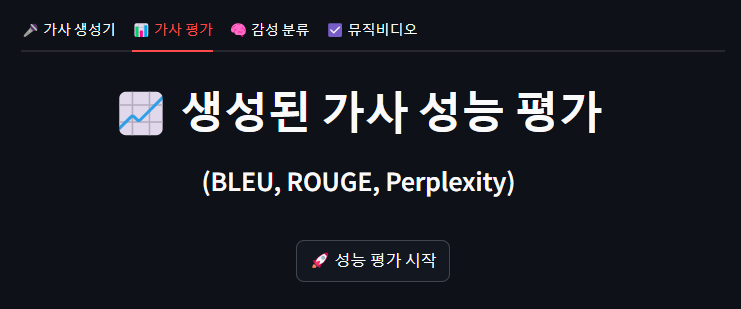 가사 생성기 가사 평가 감성 분류 뮤직비디오
생성된 가사 성능 평가
(BLEU, ROUGE, Perplexity)
성능 평가 시작